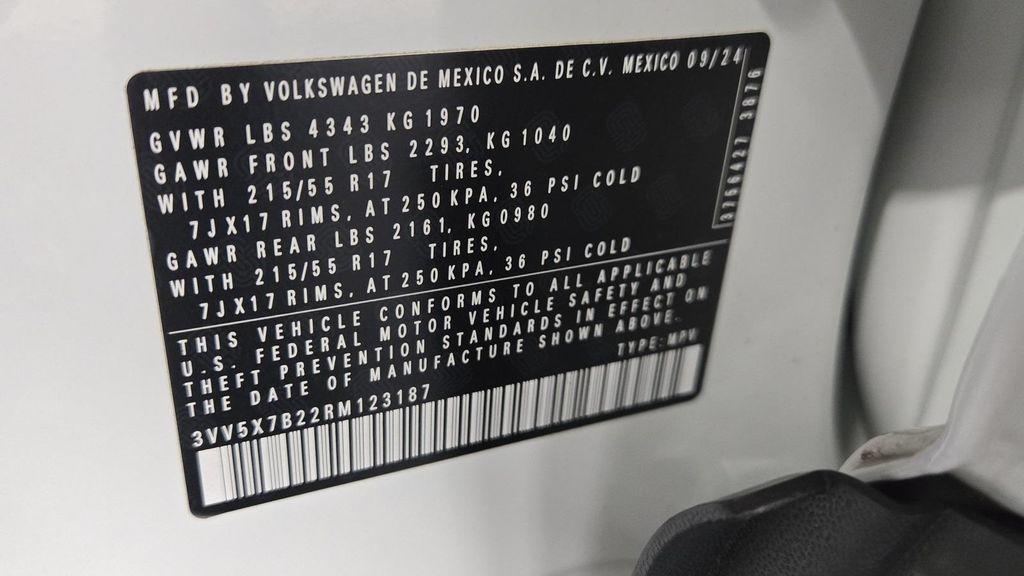 MFD BY VOLKSWAGEN DE MEXICO S.A. DE C.V. MEXICO 09/24
GVWR LBS 4343 KG 1970
GAWR FRONT LBS 2293, KG 1040
WITH 215/55 R17 TIRES,
7JX17 RIMS, AT 250 KPA, 36 PSI COLD
GAWR REAR LBS 2161, KG 0980
WITH 215/55 R17 TIRES,
7JX17 RIMS, AT 250 KPA, 36 PSI COLD
THIS VEHICLE CONFORMS TO ALL APPLICABLE
U.S. FEDERAL MOTOR VEHICLE SAFETY AND
THEFT PREVENTION STANDARDS IN EFFECT ON
THE DATE OF MANUFACTURE SHOWN ABOVE.
3VV5X7B22RM123187 TYPE: MPV
3876